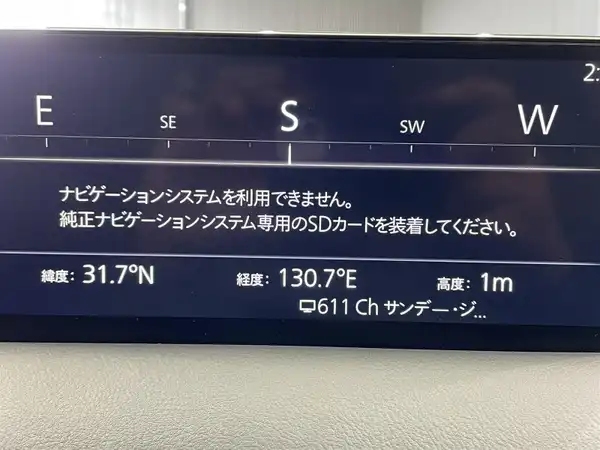 2:
E SE S SW W
ナビゲーションシステムを利用できません。
純正ナビゲーションシステム専用のSDカードを装着してください。
緯度: 31.7°N 経度: 130.7°E 高度: 1m
611 Ch サンデー・ジ...